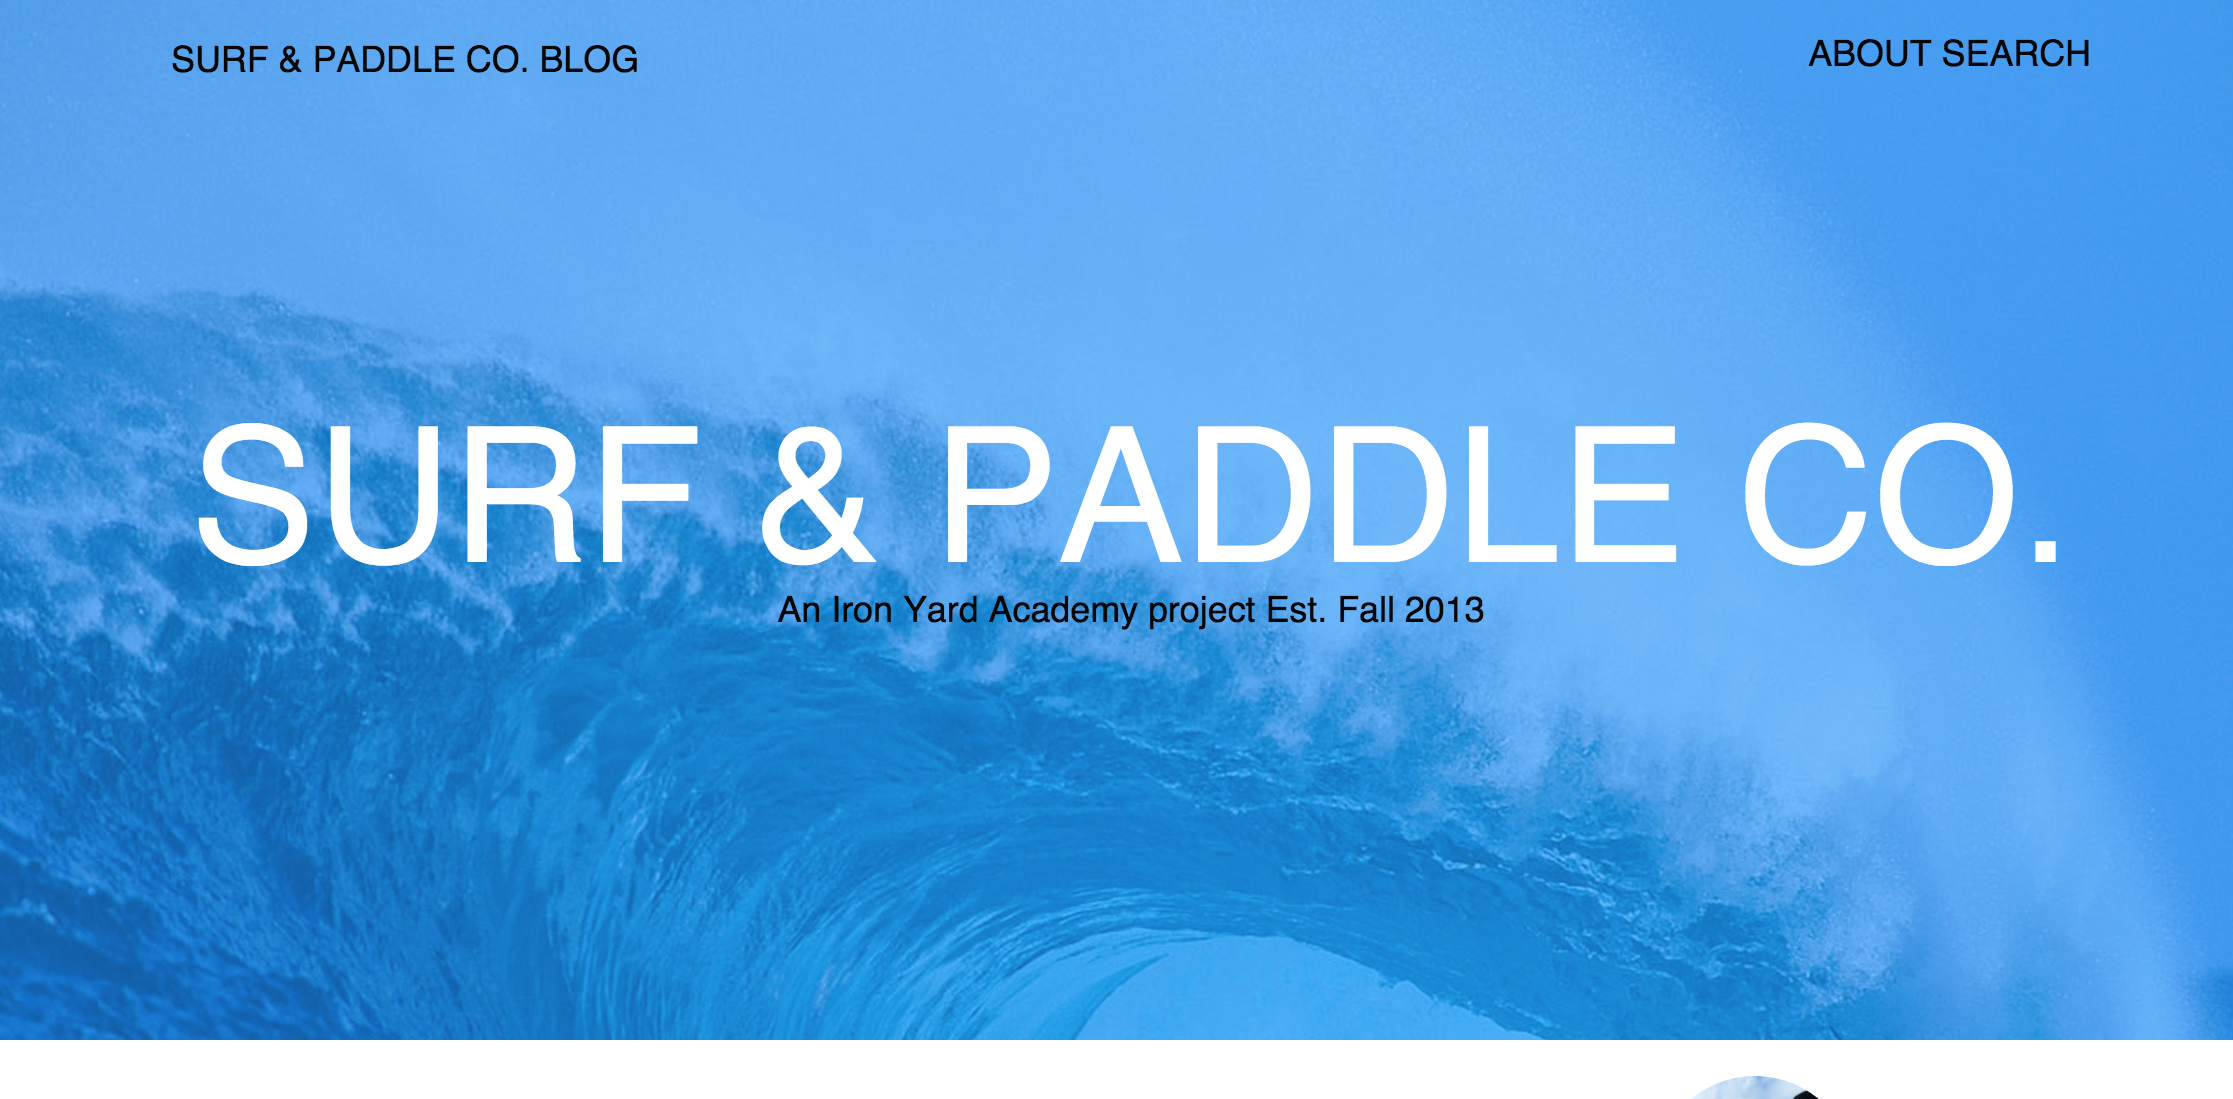 SURF & PADDLE CO. BLOG
ABOUT SEARCH
SURF & PADDLE CO.
An Iron Yard Academy project Est. Fall 2013